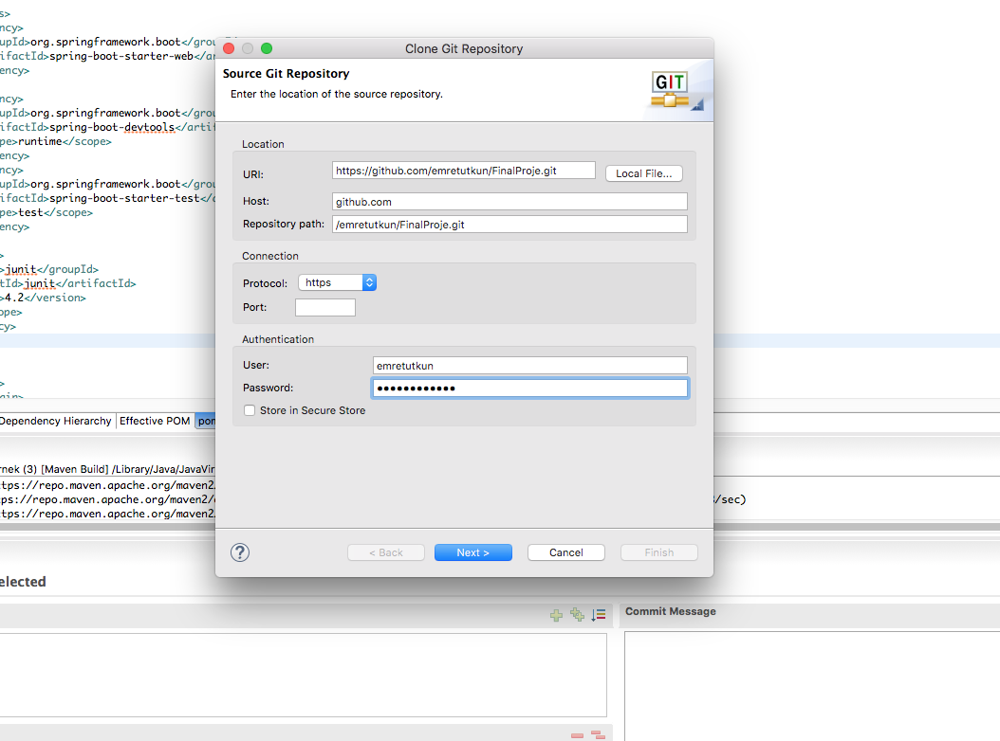 s>
ency>
upId>org.springframework.boot</grou
ifactId>spring-boot-starter-web</ar
ency>
ency>
upId>org.springframework.boot</grou
ifactId>spring-boot-devtools</artif
pe>runtime</scope>
ency>
ency>
upId>org.springframework.boot</grou
ifactId>spring-boot-starter-test</a
pe>test</scope>
ency>
>
>junit</groupId>
tId>junit</artifactId>
>4.2</version>
ope>
cy>
>
Dependency Hierarchy
Effective POM
pom
rnek (3) [Maven Build] /Library/Java/JavaVir
tps://repo.maven.apache.org/maven2/
tps://repo.maven.apache.org/maven2/
/sec)
tps://repo.maven.apache.org/maven2/
elected
Commit Message
Clone Git Repository
Source Git Repository
Enter the location of the source repository.
GIT
Location
URI:
https://github.com/emretutkun/FinalProje.git
Local File...
Host:
github.com
Repository path:
/emretutkun/FinalProje.git
Connection
Protocol:
https
Port:
Authentication
User:
emretutkun
Password:
●●●●●●●●●●●●
Store in Secure Store
?
< Back
Next >
Cancel
Finish